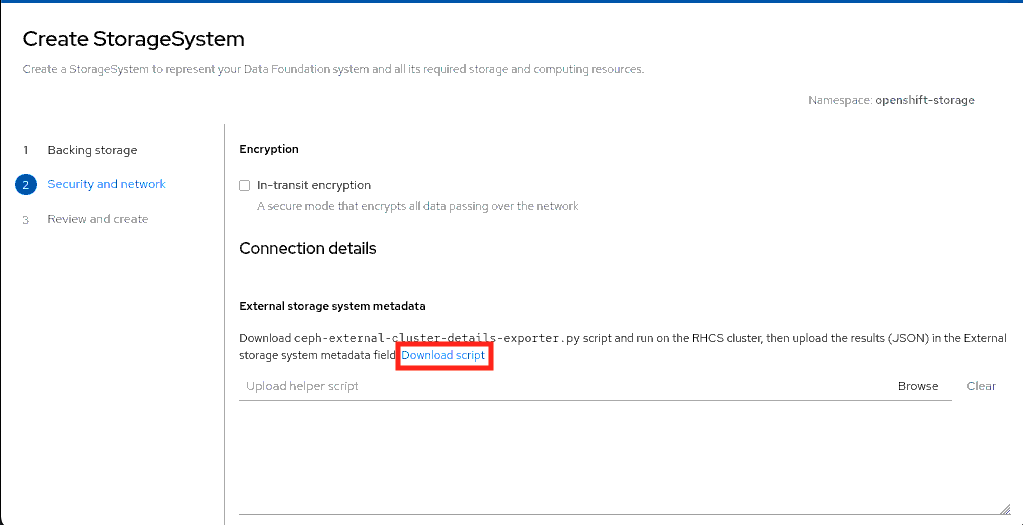 Create StorageSystem
Create a StorageSystem to represent your Data Foundation system and all its required storage and computing resources.
Namespace: openshift-storage
1 Backing storage
2 Security and network
3 Review and create
Encryption
In-transit encryption
A secure mode that encrypts all data passing over the network
Connection details
External storage system metadata
Download ceph-external-cluster-details-exporter.py script and run on the RHCS cluster, then upload the results (JSON) in the External
storage system metadata field Download script
Upload helper script Browse Clear